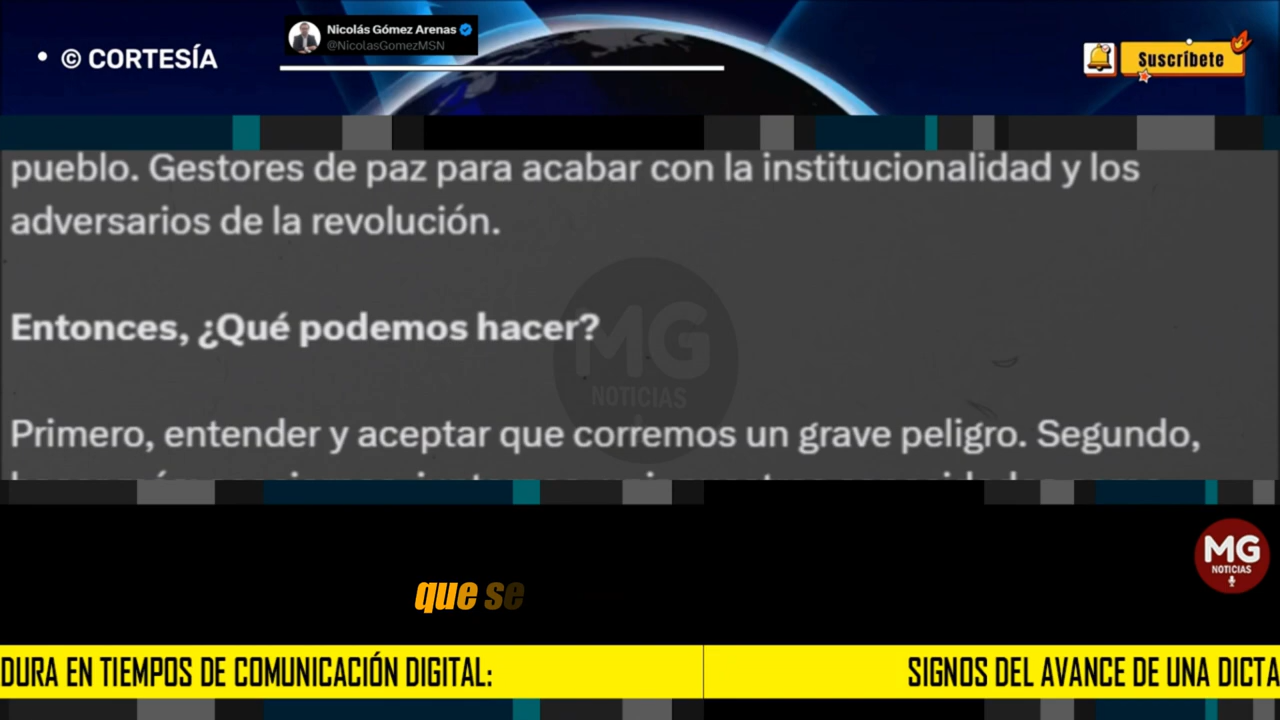 • © CORTESÍA
Nicolás Gómez Arenas
@NicolasGomezMSN
Suscríbete
pueblo. Gestores de paz para acabar con la institucionalidad y los
adversarios de la revolución.
Entonces, ¿Qué podemos hacer?
Primero, entender y aceptar que corremos un grave peligro. Segundo,
MG
NOTICIAS
que se
MG
NOTICIAS
DURA EN TIEMPOS DE COMUNICACIÓN DIGITAL:
SIGNOS DEL AVANCE DE UNA DICTA